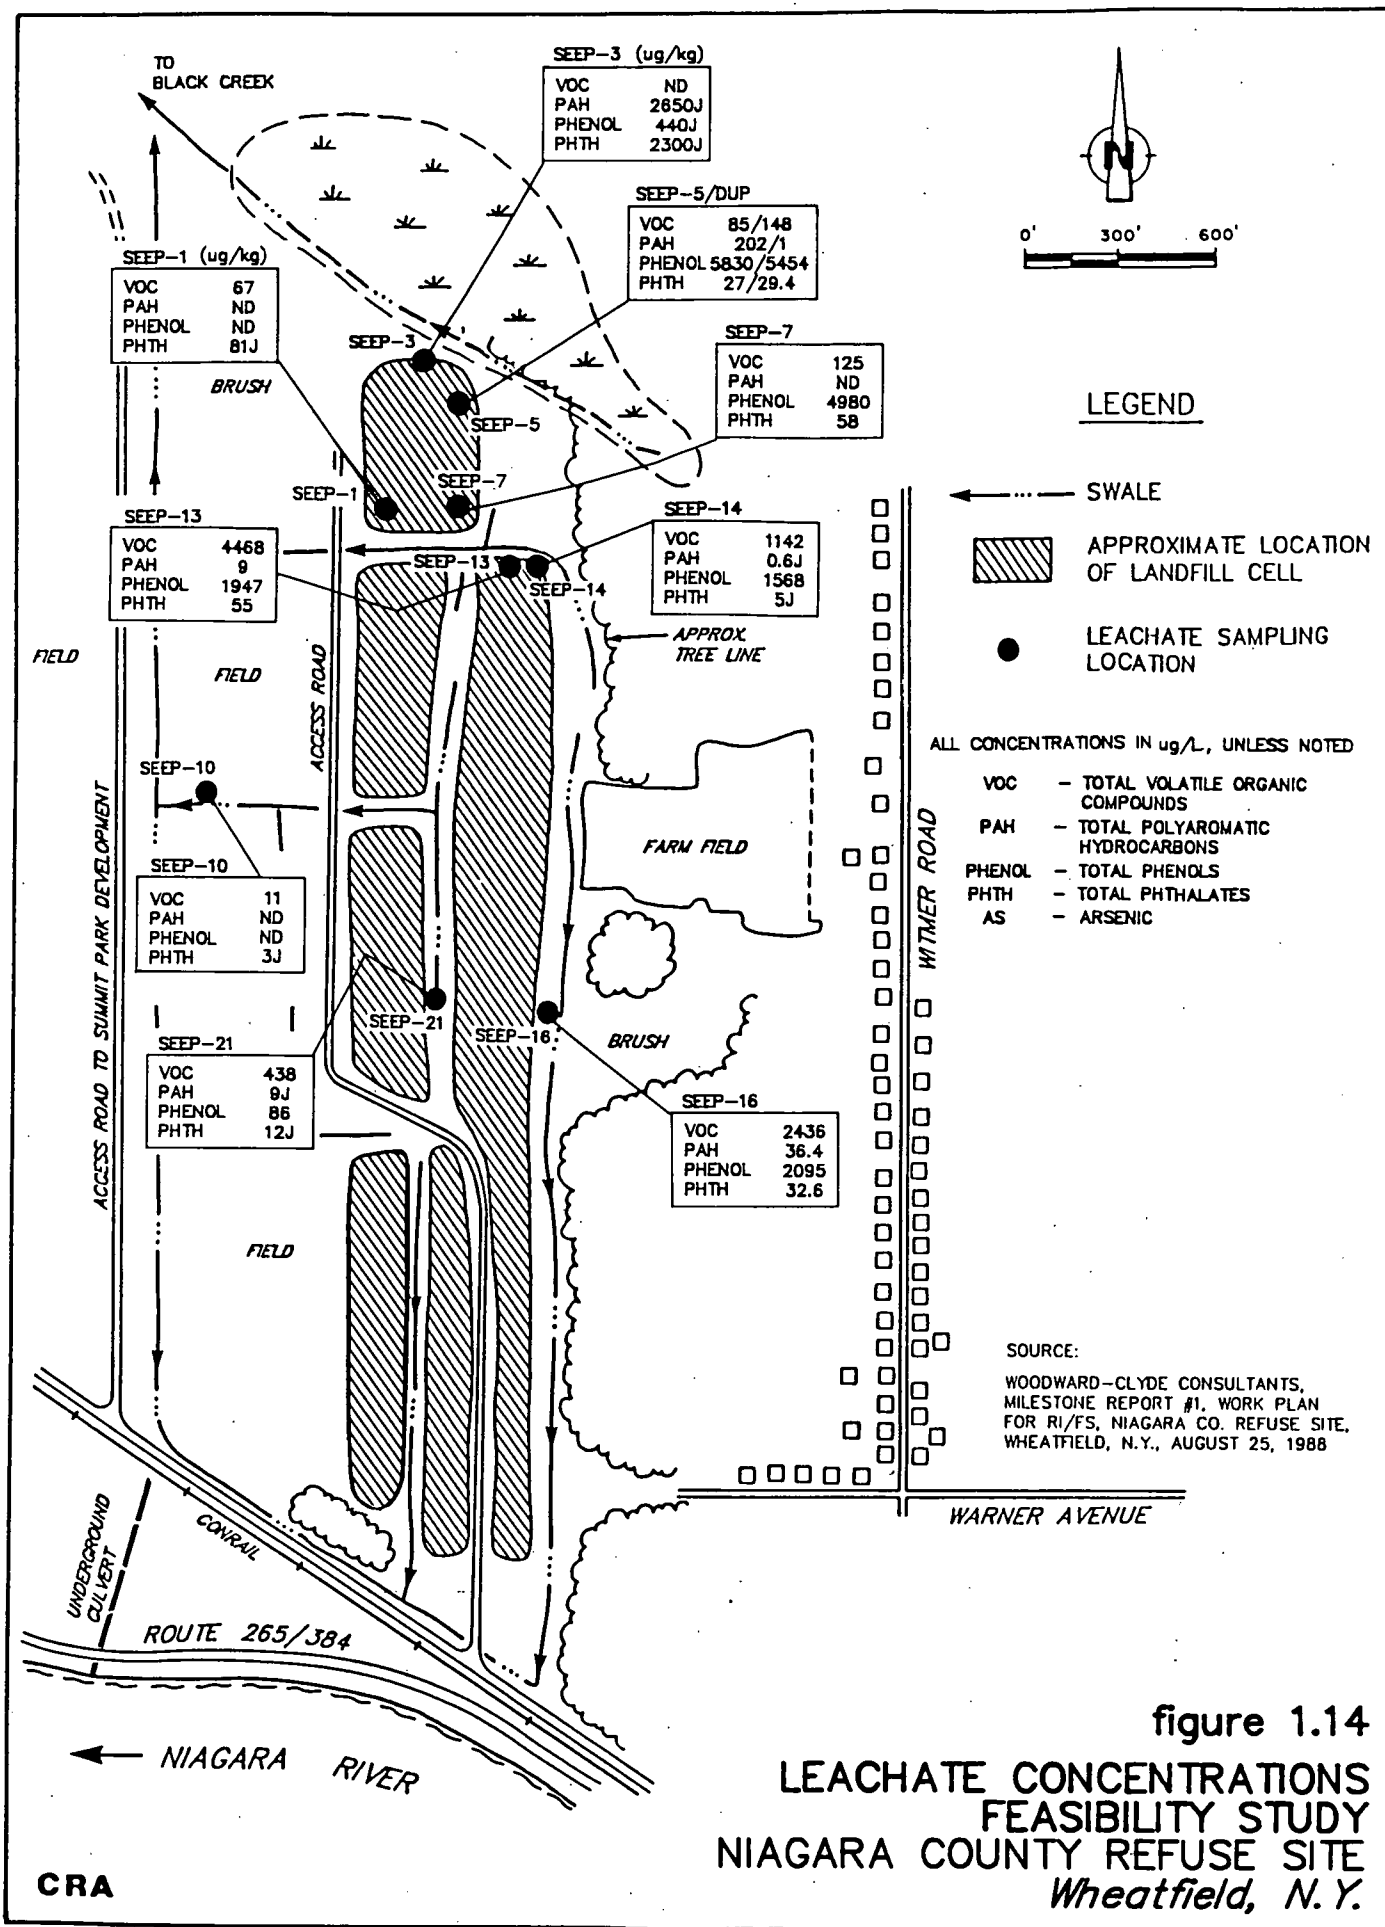 TO
BLACK CREEK
SEEP-3 (ug/kg)
VOC ND
PAH 2650J
PHENOL 440J
PHTH 2300J
N
0' 300' 600'
SEEP-5/DUP
VOC 85/148
PAH 202/1
PHENOL 5830/5454
PHTH 27/29.4
SEEP-1 (ug/kg)
VOC 67
PAH ND
PHENOL ND
PHTH 81J
SEEP-3
BRUSH
SEEP-5
SEEP-7
VOC 125
PAH ND
PHENOL 4980
PHTH 58
LEGEND
SWALE
APPROXIMATE LOCATION
OF LANDFILL CELL
LEACHATE SAMPLING
LOCATION
SEEP-1
SEEP-7
SEEP-13
VOC 4468
PAH 9
PHENOL 1947
PHTH 55
SEEP-14
VOC 1142
PAH 0.6J
PHENOL 1568
PHTH 5J
SEEP-13
SEEP-14
APPROX.
TREE LINE
FIELD
FIELD
ACCESS ROAD
ALL CONCENTRATIONS IN ug/L, UNLESS NOTED
VOC - TOTAL VOLATILE ORGANIC
COMPOUNDS
PAH - TOTAL POLYAROMATIC
HYDROCARBONS
PHENOL - TOTAL PHENOLS
PHTH - TOTAL PHTHALATES
AS - ARSENIC
SEEP-10
FARM FIELD
WITMER ROAD
SEEP-10
VOC 11
PAH ND
PHENOL ND
PHTH 3J
ACCESS ROAD TO SUMMIT PARK DEVELOPMENT
SEEP-21
SEEP-16
BRUSH
SEEP-21
VOC 438
PAH 9J
PHENOL 86
PHTH 12J
SEEP-16
VOC 2436
PAH 36.4
PHENOL 2095
PHTH 32.6
FIELD
SOURCE:
WOODWARD-CLYDE CONSULTANTS,
MILESTONE REPORT #1, WORK PLAN
FOR RI/FS, NIAGARA CO. REFUSE SITE,
WHEATFIELD, N.Y., AUGUST 25, 1988
WARNER AVENUE
UNDERGROUND
CULVERT
CONRAIL
ROUTE 265/384
NIAGARA RIVER
figure 1.14
LEACHATE CONCENTRATIONS
FEASIBILITY STUDY
NIAGARA COUNTY REFUSE SITE
Wheatfield, N.Y.
CRA